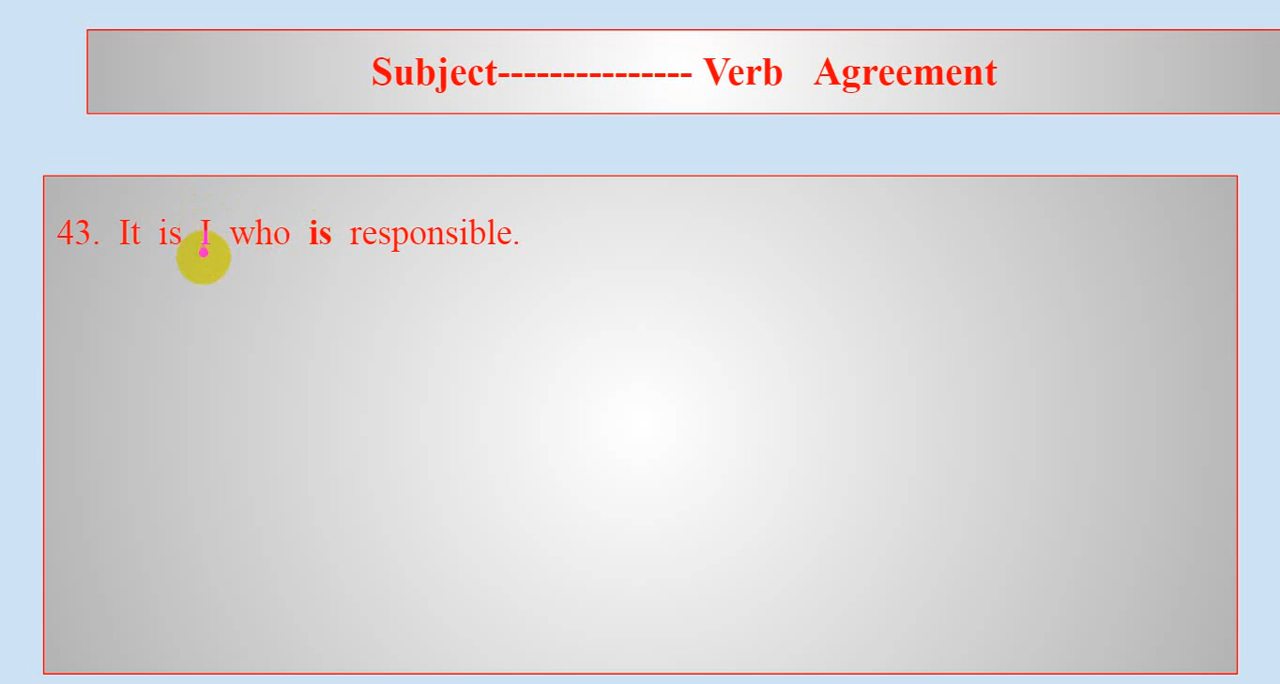 Subject--------------- Verb Agreement
43. It is I who is responsible.